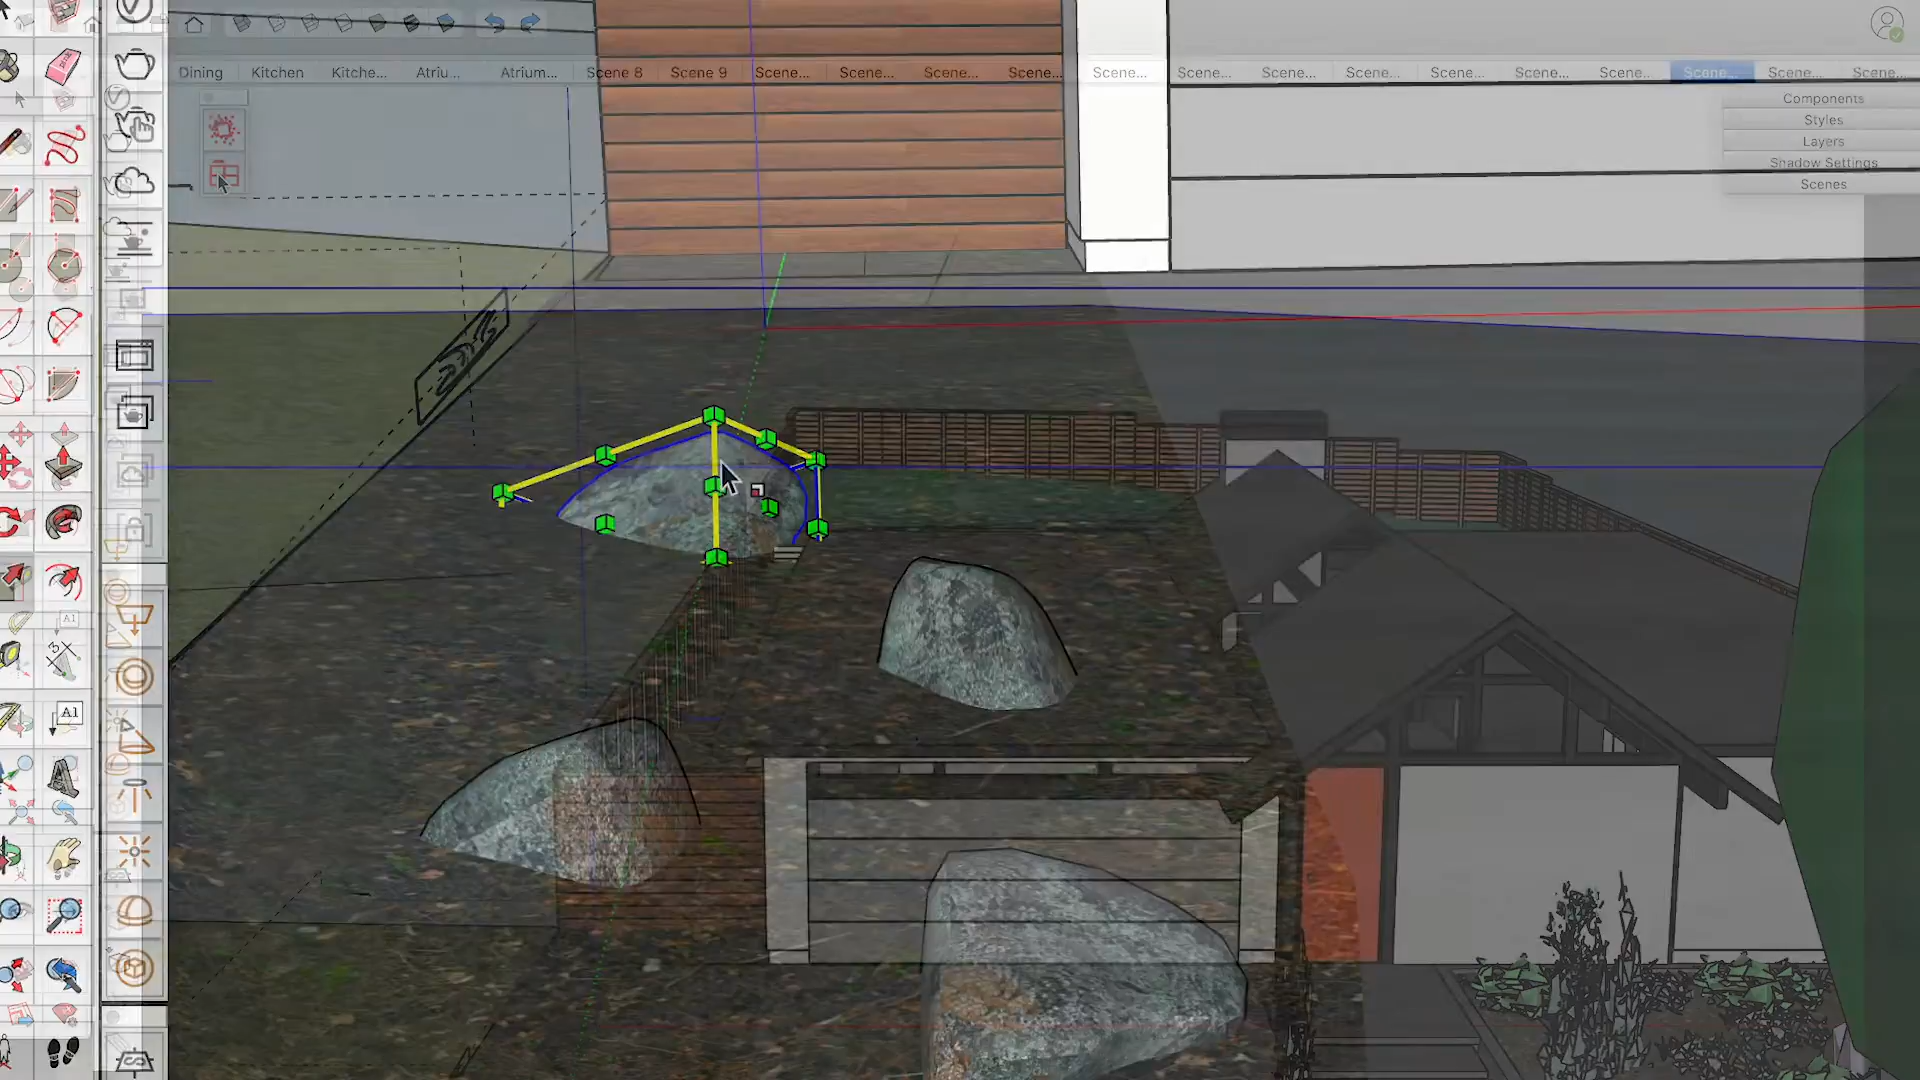 Dining Kitchen Kitche... Atriu... Atrium... Scene 8 Scene 9 Scene... Scene... Scene... Scene... Scene... Scene... Scene... Scene... Scene... Scene... Scene... Scene... Scene... Scene...
Components
Styles
Layers
Shadow Settings
Scenes
A1
3
A1